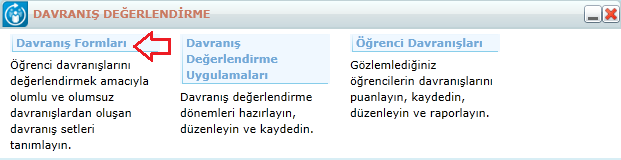 DAVRANIŞ DEĞERLENDİRME
Davranış Formları
Öğrenci davranışlarını
değerlendirmek amacıyla
olumlu ve olumsuz
davranışlardan oluşan
davranış setleri
tanımlayın.
Davranış
Değerlendirme
Uygulamaları
Davranış değerlendirme
dönemleri hazırlayın,
düzenleyin ve kaydedin.
Öğrenci Davranışları
Gözlemlediğiniz
öğrencilerin davranışlarını
puanlayın, kaydedin,
düzenleyin ve raporlayın.